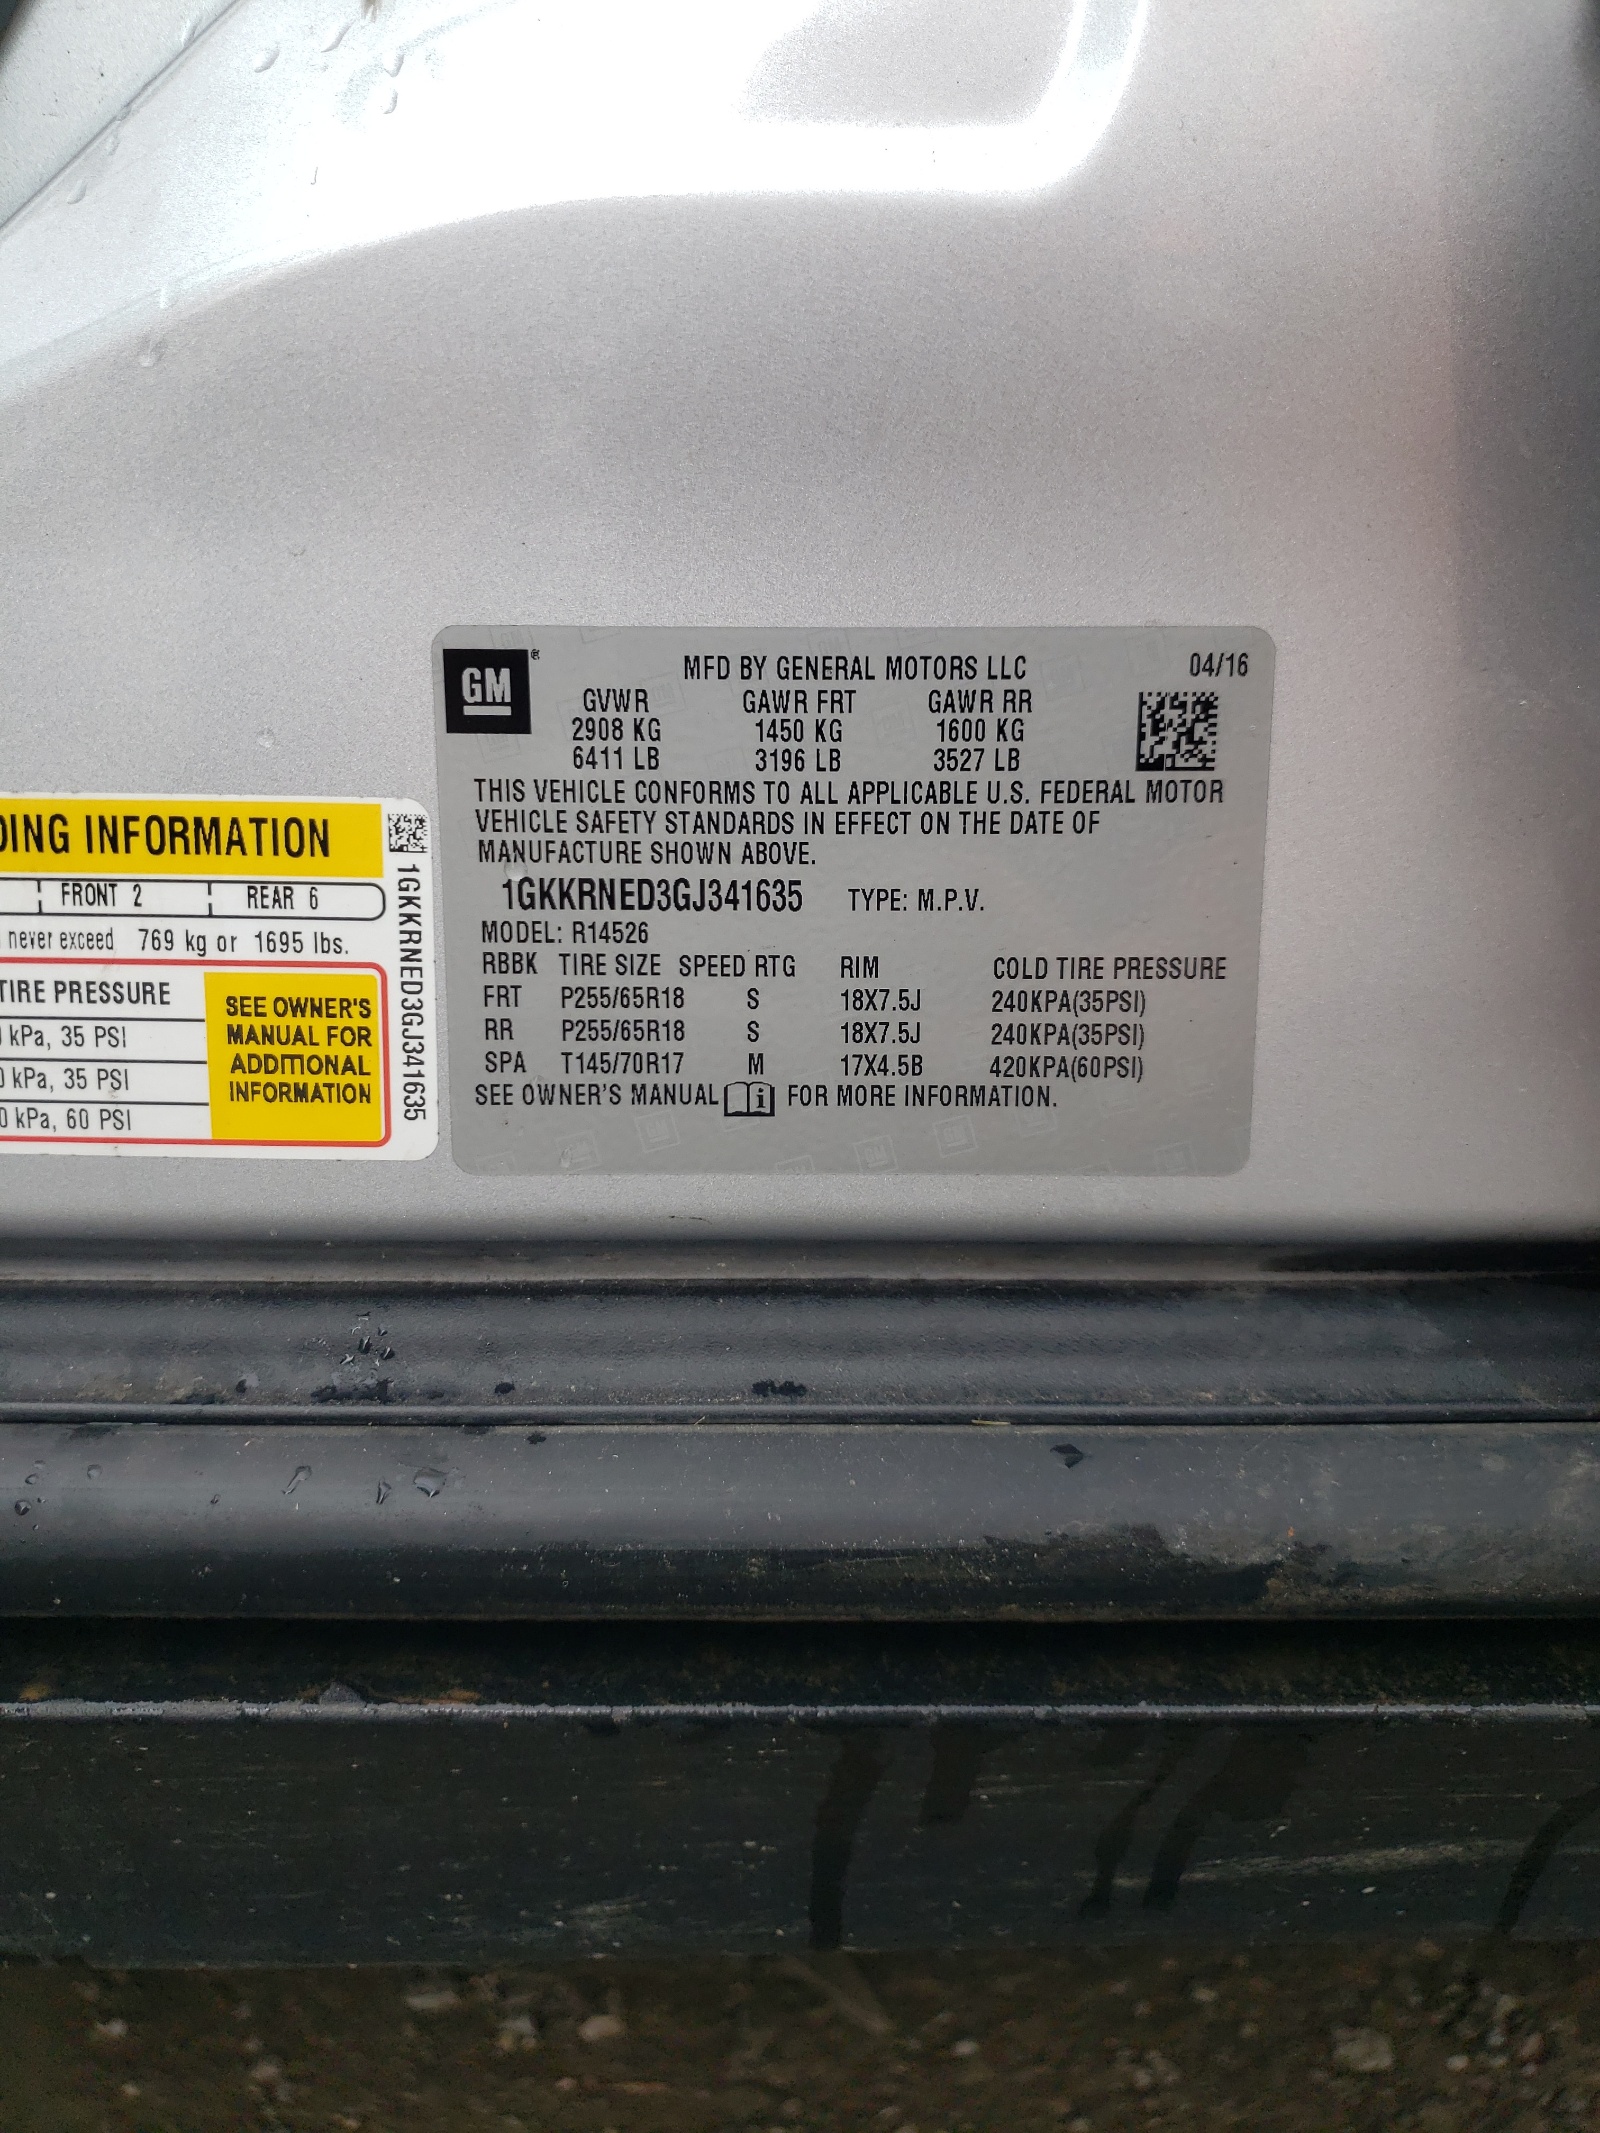 DING INFORMATION
FRONT 2 REAR 6
never exceed 769 kg or 1695 lbs.
TIRE PRESSURE
kPa, 35 PSI
0 kPa, 35 PSI
0 kPa, 60 PSI
SEE OWNER'S
MANUAL FOR
ADDITIONAL
INFORMATION
1GKKRNED3GJ341635
GM®
MFD BY GENERAL MOTORS LLC 04/16
GVWR GAWR FRT GAWR RR
2908 KG 1450 KG 1600 KG
6411 LB 3196 LB 3527 LB
THIS VEHICLE CONFORMS TO ALL APPLICABLE U.S. FEDERAL MOTOR
VEHICLE SAFETY STANDARDS IN EFFECT ON THE DATE OF
MANUFACTURE SHOWN ABOVE.
1GKKRNED3GJ341635 TYPE: M.P.V.
MODEL: R14526
RBBK TIRE SIZE SPEED RTG RIM COLD TIRE PRESSURE
FRT P255/65R18 S 18X7.5J 240KPA(35PSI)
RR P255/65R18 S 18X7.5J 240KPA(35PSI)
SPA T145/70R17 M 17X4.5B 420KPA(60PSI)
SEE OWNER'S MANUAL i FOR MORE INFORMATION.